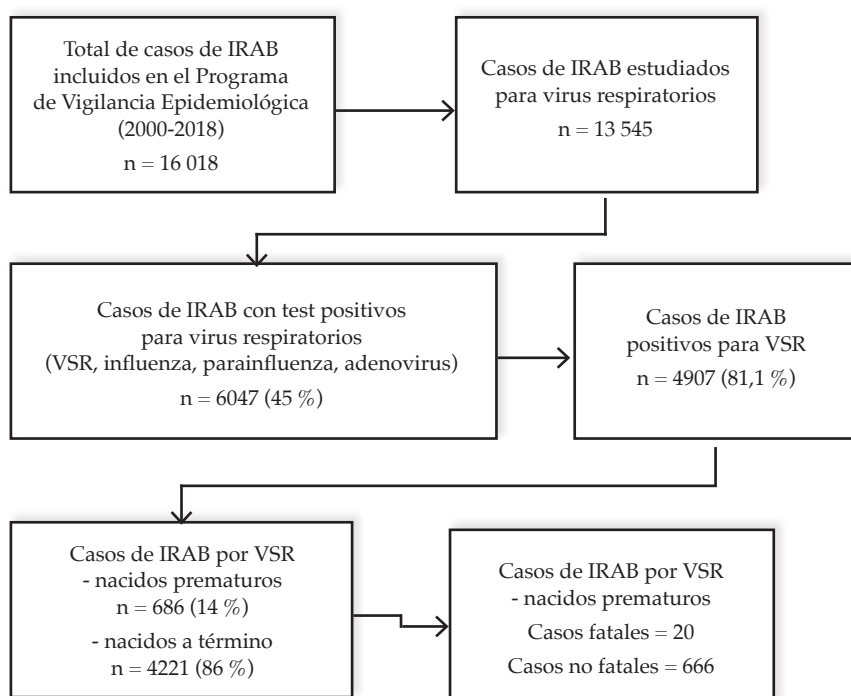 Total de casos de IRAB
incluidos en el Programa
de Vigilancia Epidemiológica
(2000-2018)
n = 16 018
Casos de IRAB estudiados
para virus respiratorios
n = 13 545
Casos de IRAB con test positivos
para virus respiratorios
(VSR, influenza, parainfluenza, adenovirus)
n = 6047 (45 %)
Casos de IRAB
positivos para VSR
n = 4907 (81,1 %)
Casos de IRAB por VSR
- nacidos prematuros
n = 686 (14 %)
- nacidos a término
n = 4221 (86 %)
Casos de IRAB por VSR
- nacidos prematuros
Casos fatales = 20
Casos no fatales = 666